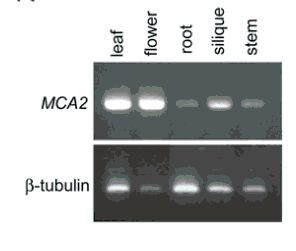 leaf
flower
root
silique
stem
MCA2
β-tubulin